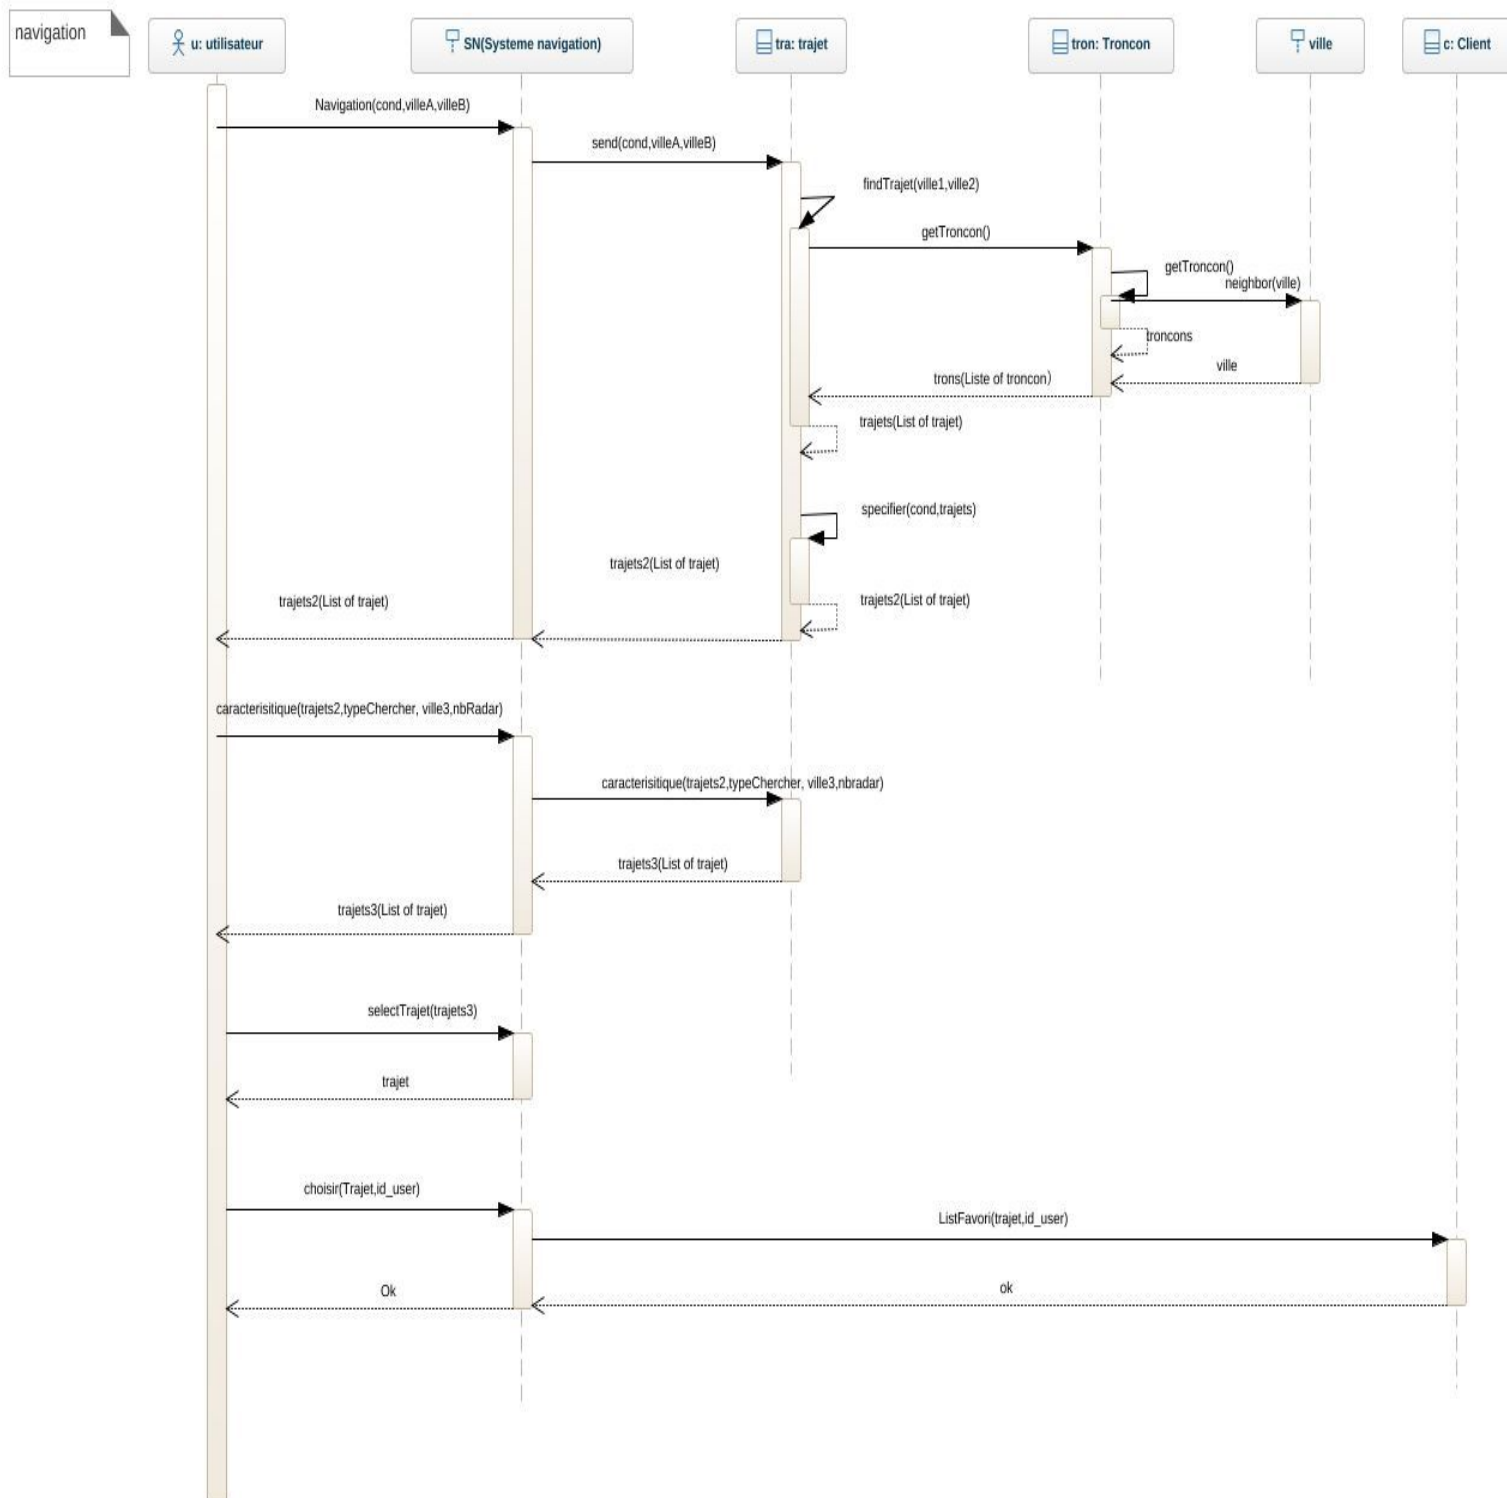 navigation
u: utilisateur
SN(Systeme navigation)
tra: trajet
tron: Troncon
ville
c: Client
Navigation(cond,villeA,villeB)
send(cond,villeA,villeB)
findTrajet(ville1,ville2)
getTroncon()
getTroncon()
neighbor(ville)
troncons
ville
trons(Liste of troncon)
trajets(List of trajet)
specifier(cond,trajets)
trajets2(List of trajet)
trajets2(List of trajet)
trajets2(List of trajet)
caracterisitique(trajets2,typeChercher, ville3,nbRadar)
caracterisitique(trajets2,typeChercher, ville3,nbradar)
trajets3(List of trajet)
trajets3(List of trajet)
selectTrajet(trajets3)
trajet
choisir(Trajet,id_user)
ListFavori(trajet,id_user)
Ok
ok